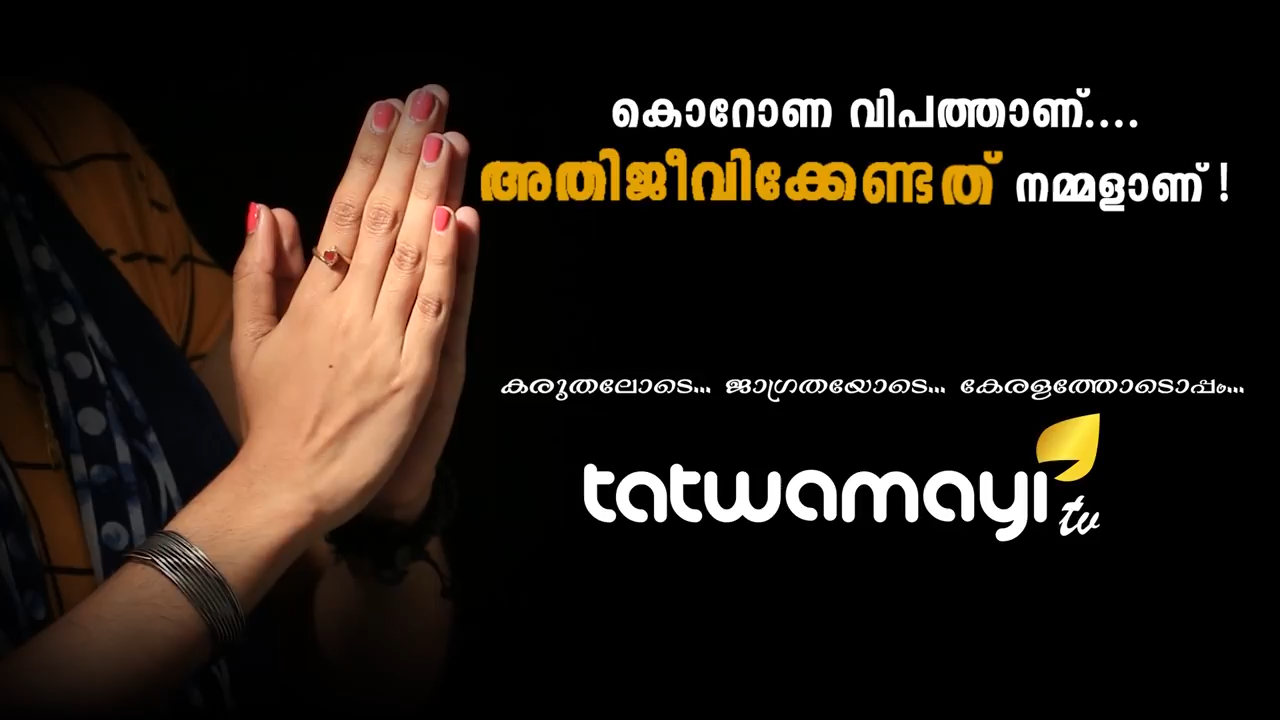 കൊറോണ വിപത്താണ്....
അതിജീവിക്കേണ്ടത് നമ്മളാണ് !
കരുതലോടെ... ജാഗ്രതയോടെ... കേരളത്തോടൊപ്പം...
tatwamayi
tv